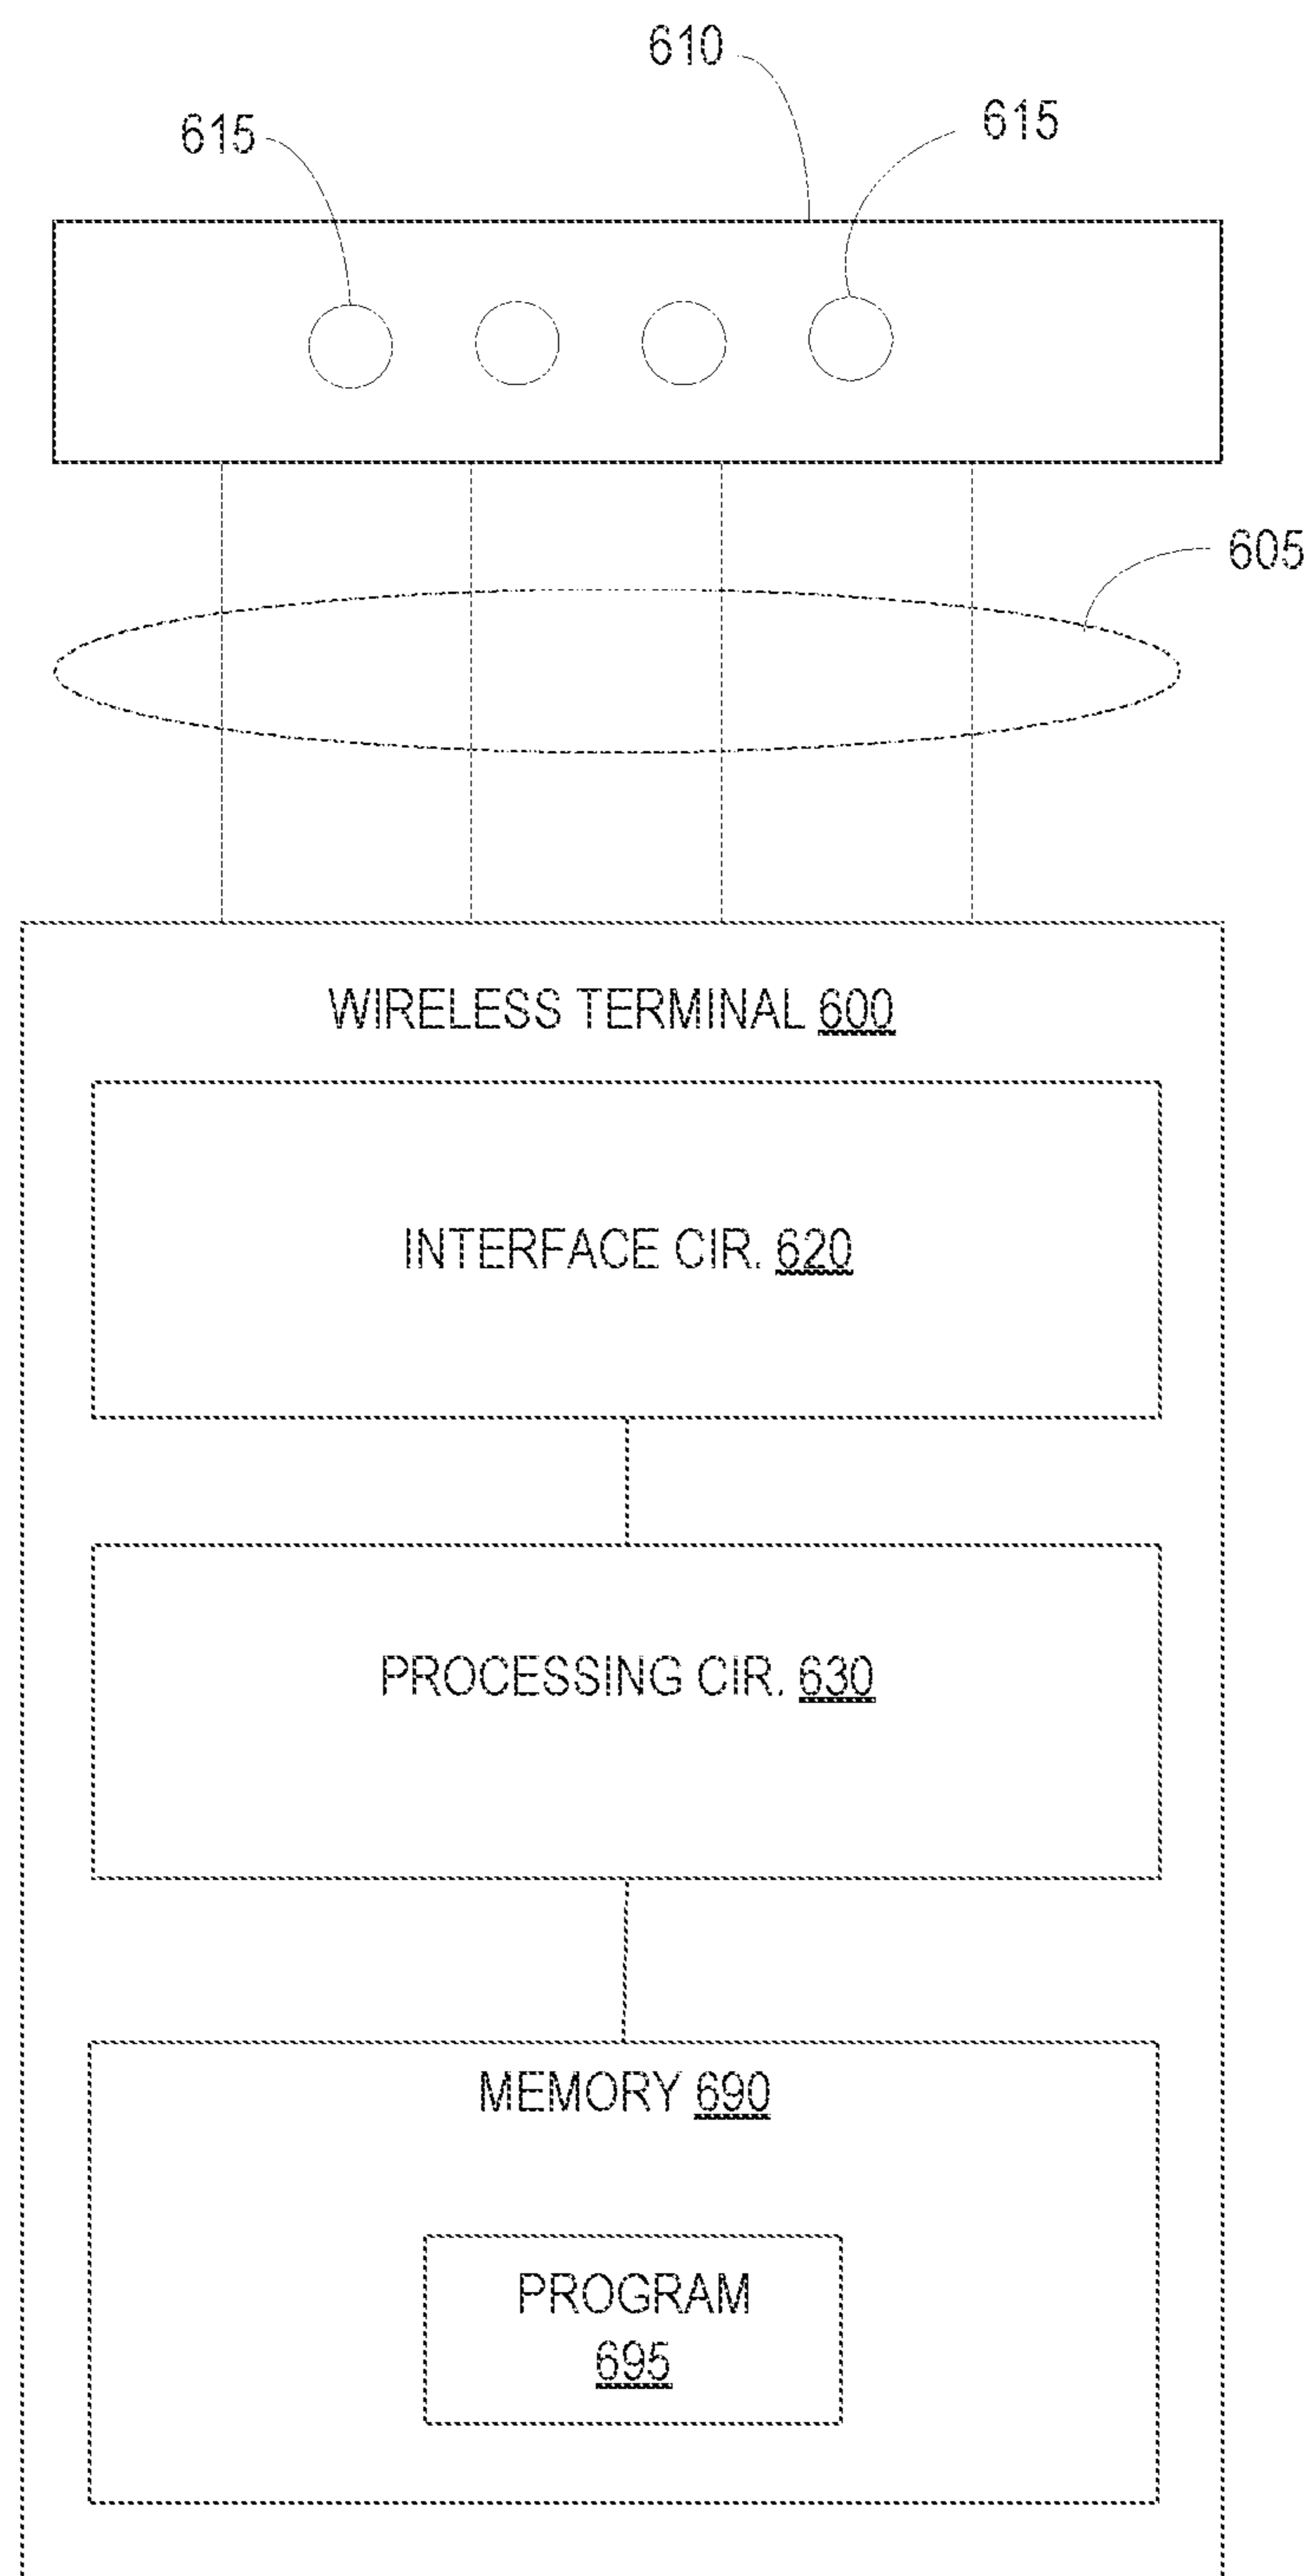 610
615
615
605
WIRELESS TERMINAL 600
INTERFACE CIR. 620
PROCESSING CIR. 630
MEMORY 690
PROGRAM
695